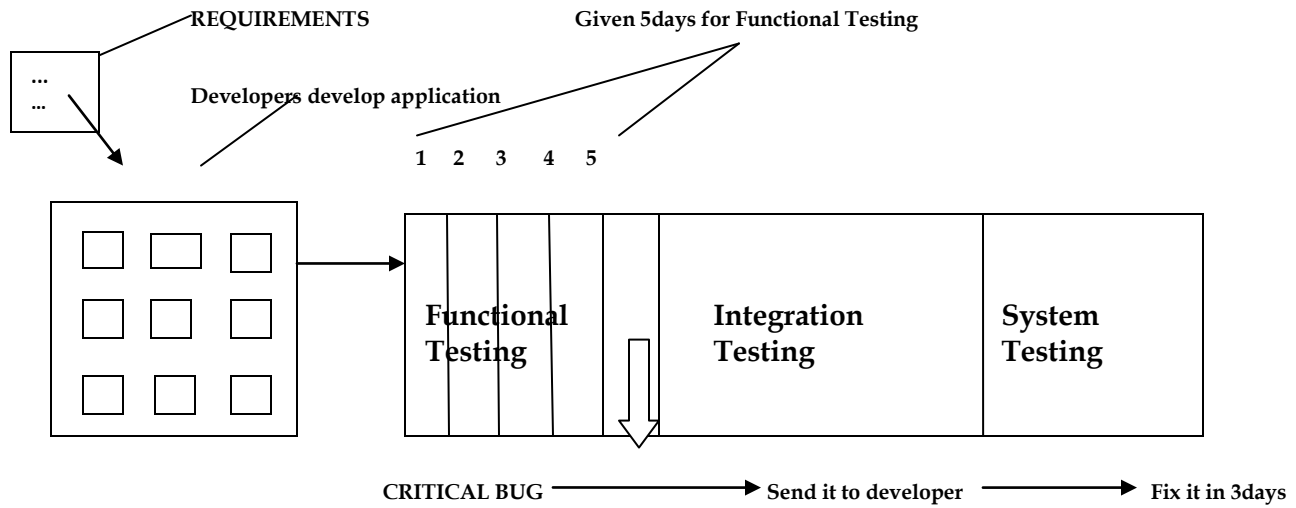 REQUIREMENTS
Given 5days for Functional Testing
...
...
Developers develop application
1 2 3 4 5
Functional
Testing
Integration
Testing
System
Testing
CRITICAL BUG
Send it to developer
Fix it in 3days